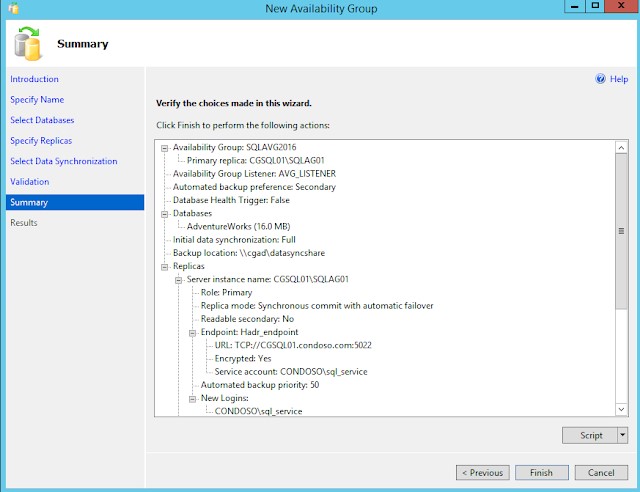 New Availability Group
Summary
Introduction
Help
Specify Name
Select Databases
Specify Replicas
Select Data Synchronization
Validation
Summary
Results
Verify the choices made in this wizard.
Click Finish to perform the following actions:
Availability Group: SQLAVG2016
Primary replica: CGSQL01\SQLAG01
Availability Group Listener: AVG_LISTENER
Automated backup preference: Secondary
Database Health Trigger: False
Databases
AdventureWorks (16.0 MB)
Initial data synchronization: Full
Backup location: \\cgad\datasyncshare
Replicas
Server instance name: CGSQL01\SQLAG01
Role: Primary
Replica mode: Synchronous commit with automatic failover
Readable secondary: No
Endpoint: Hadr_endpoint
URL: TCP://CGSQL01.condoso.com:5022
Encrypted: Yes
Service account: CONDOSO\sql_service
Automated backup priority: 50
New Logins:
CONDOSO\sql_service
Script
< Previous
Finish
Cancel